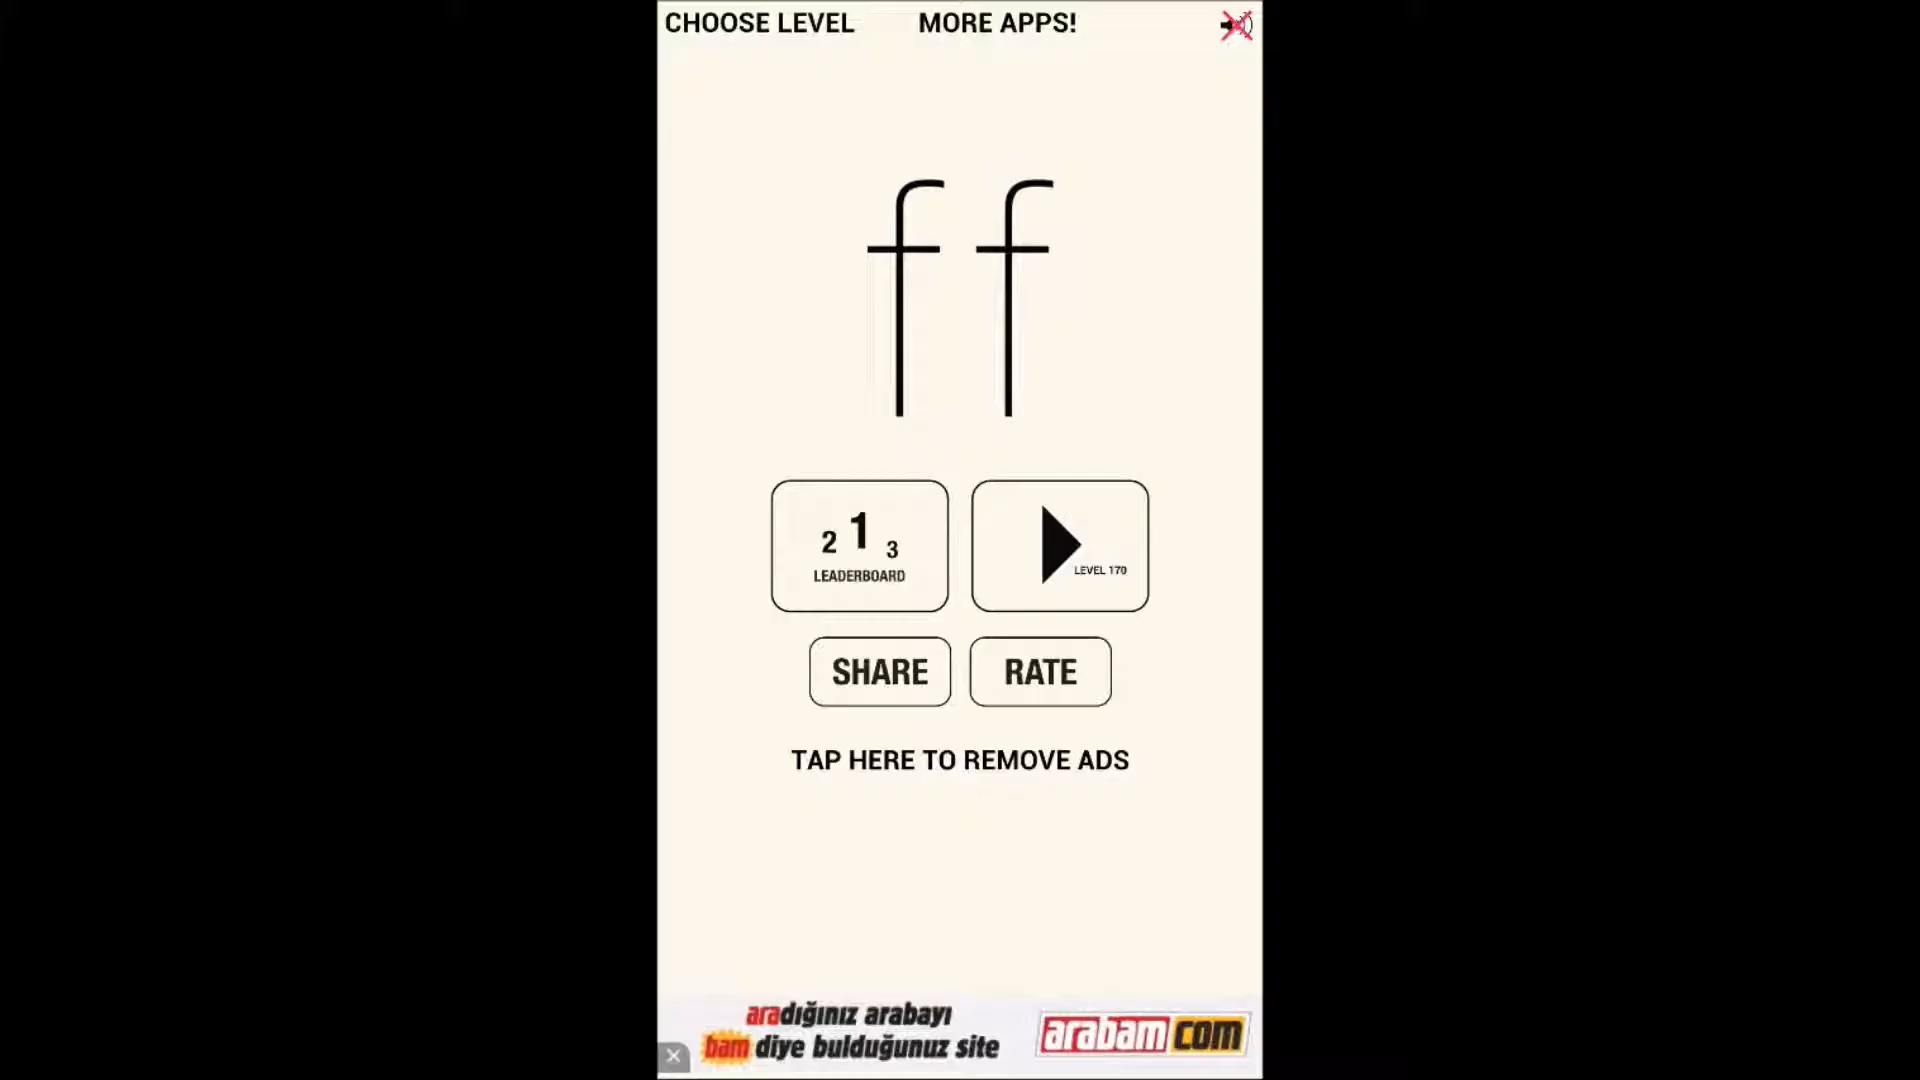 CHOOSE LEVEL
MORE APPS!
ff
2 1 3
LEADERBOARD
LEVEL 170
SHARE
RATE
TAP HERE TO REMOVE ADS
aradığınız arabayı
bam diye bulduğunuz site
arabam com